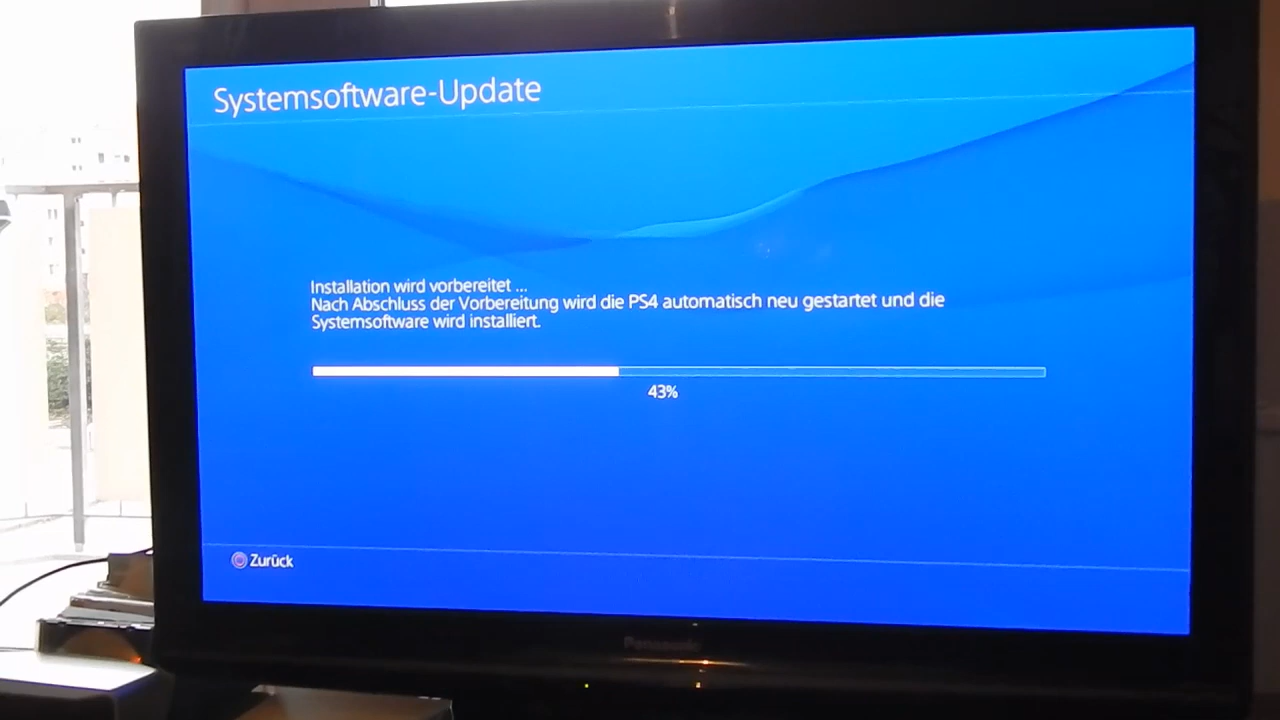 Systemsoftware-Update
Installation wird vorbereitet ...
Nach Abschluss der Vorbereitung wird die PS4 automatisch neu gestartet und die
Systemsoftware wird installiert.
43%
Zurück
Panasonic